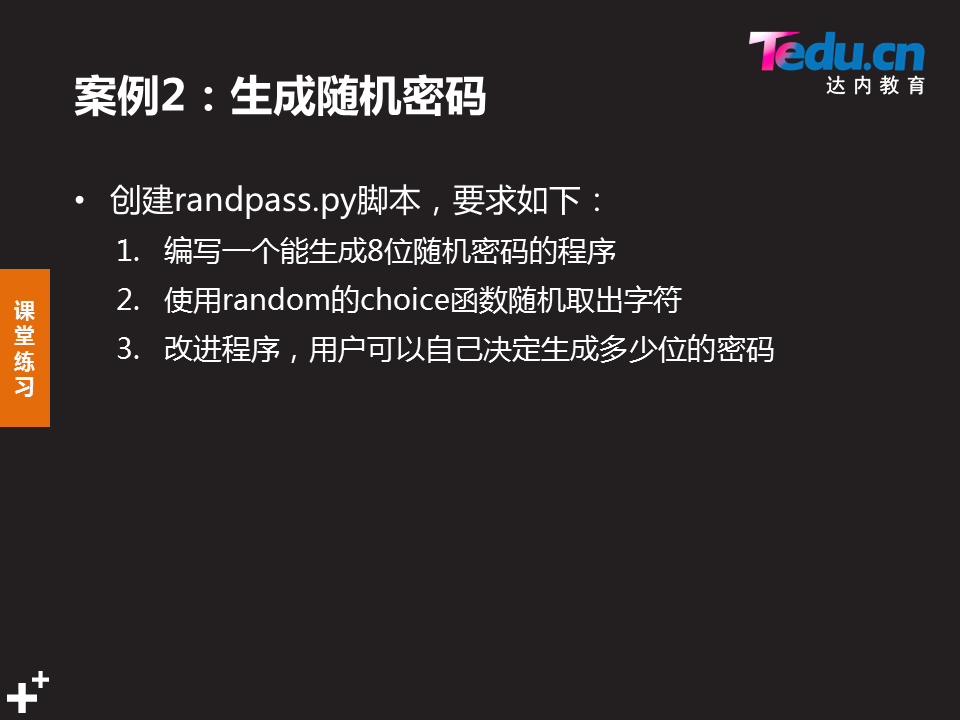 Tedu.cn
达内教育
案例2：生成随机密码
• 创建randpass.py脚本，要求如下：
1. 编写一个能生成8位随机密码的程序
2. 使用random的choice函数随机取出字符
3. 改进程序，用户可以自己决定生成多少位的密码
课
堂
练
习